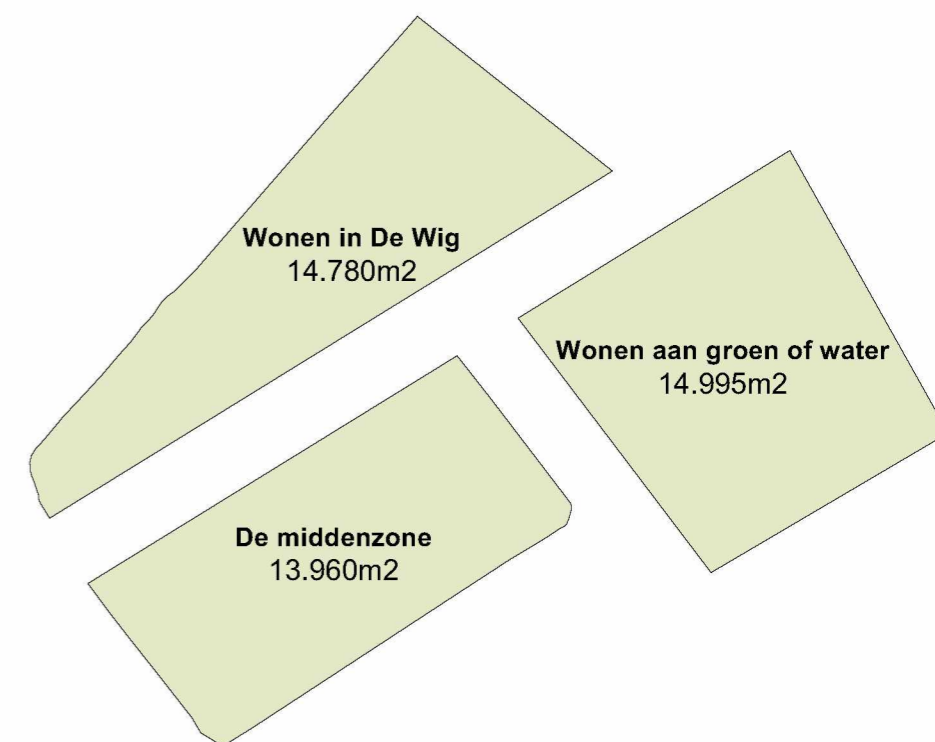 Wonen in De Wig
14.780m2
Wonen aan groen of water
14.995m2
De middenzone
13.960m2